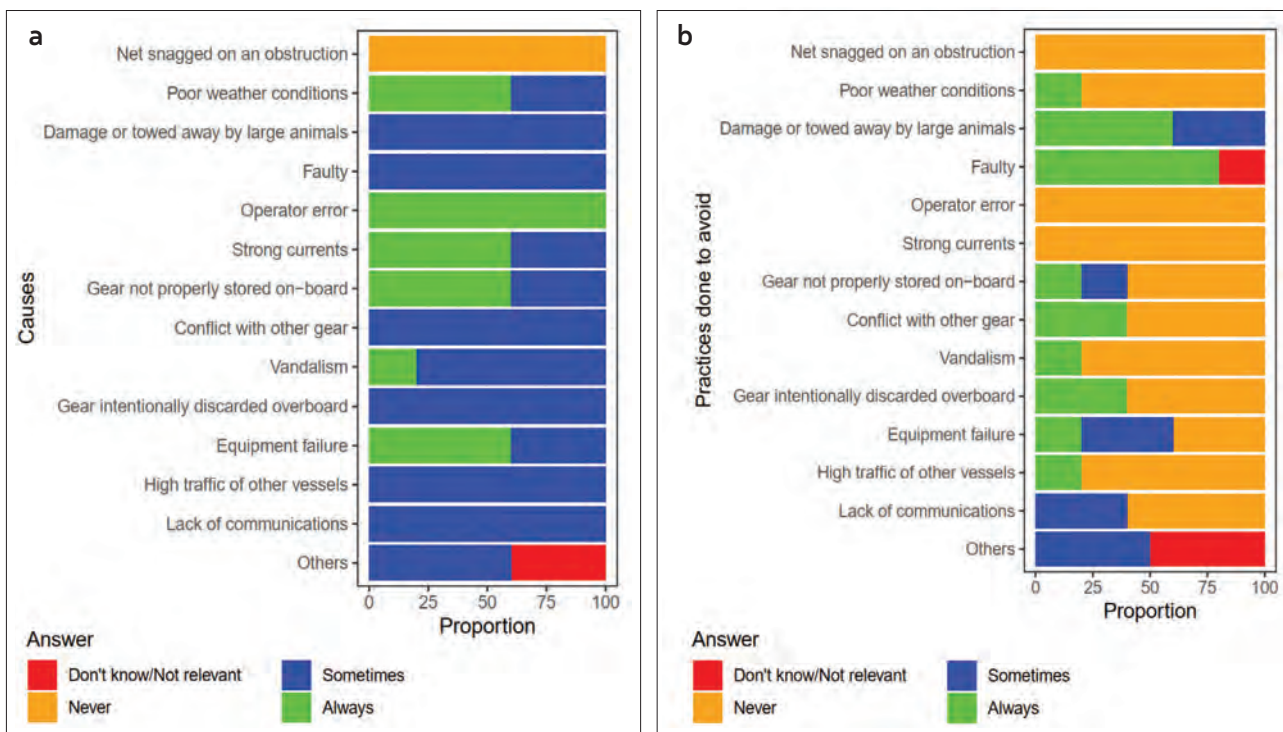 a
Causes
Net snagged on an obstruction
Poor weather conditions
Damage or towed away by large animals
Faulty
Operator error
Strong currents
Gear not properly stored on-board
Conflict with other gear
Vandalism
Gear intentionally discarded overboard
Equipment failure
High traffic of other vessels
Lack of communications
Others
0 25 50 75 100
Proportion
Answer
Don't know/Not relevant Sometimes
Never Always
b
Practices done to avoid
Net snagged on an obstruction
Poor weather conditions
Damage or towed away by large animals
Faulty
Operator error
Strong currents
Gear not properly stored on-board
Conflict with other gear
Vandalism
Gear intentionally discarded overboard
Equipment failure
High traffic of other vessels
Lack of communications
Others
0 25 50 75 100
Proportion
Answer
Don't know/Not relevant Sometimes
Never Always